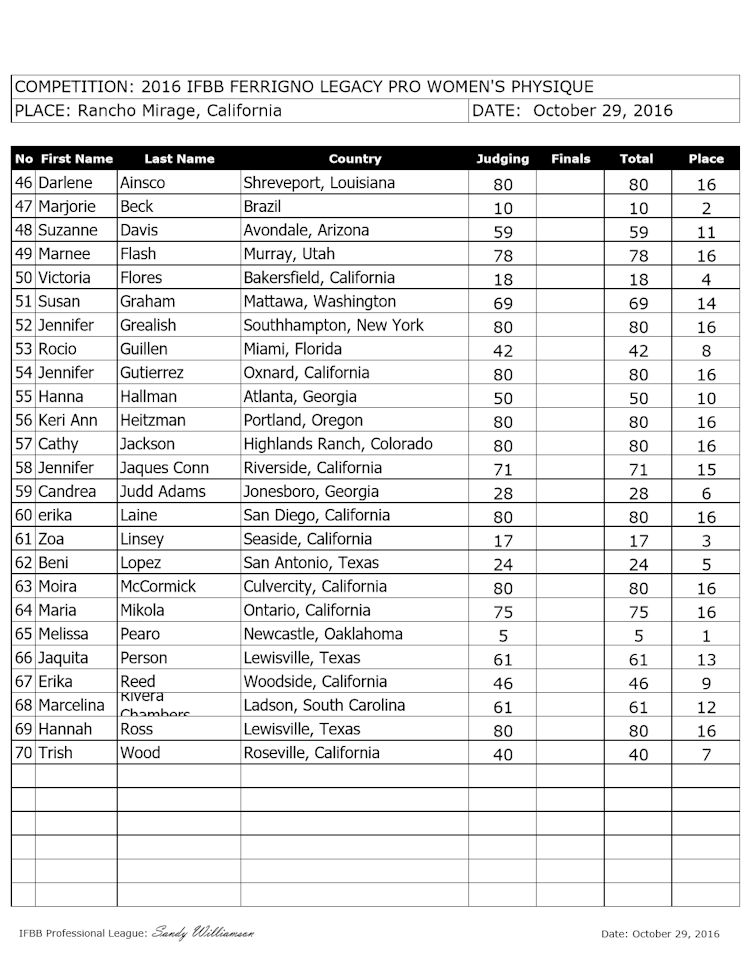 COMPETITION: 2016 IFBB FERRIGNO LEGACY PRO WOMEN'S PHYSIQUE
PLACE: Rancho Mirage, California DATE: October 29, 2016
No First Name Last Name Country Judging Finals Total Place
46 Darlene Ainsco Shreveport, Louisiana 80 80 16
47 Marjorie Beck Brazil 10 10 2
48 Suzanne Davis Avondale, Arizona 59 59 11
49 Marnee Flash Murray, Utah 78 78 16
50 Victoria Flores Bakersfield, California 18 18 4
51 Susan Graham Mattawa, Washington 69 69 14
52 Jennifer Grealish Southhampton, New York 80 80 16
53 Rocio Guillen Miami, Florida 42 42 8
54 Jennifer Gutierrez Oxnard, California 80 80 16
55 Hanna Hallman Atlanta, Georgia 50 50 10
56 Keri Ann Heitzman Portland, Oregon 80 80 16
57 Cathy Jackson Highlands Ranch, Colorado 80 80 16
58 Jennifer Jaques Conn Riverside, California 71 71 15
59 Candrea Judd Adams Jonesboro, Georgia 28 28 6
60 erika Laine San Diego, California 80 80 16
61 Zoa Linsey Seaside, California 17 17 3
62 Beni Lopez San Antonio, Texas 24 24 5
63 Moira McCormick Culvercity, California 80 80 16
64 Maria Mikola Ontario, California 75 75 16
65 Melissa Pearo Newcastle, Oaklahoma 5 5 1
66 Jaquita Person Lewisville, Texas 61 61 13
67 Erika Reed Woodside, California 46 46 9
68 Marcelina Rivera Chambers Ladson, South Carolina 61 61 12
69 Hannah Ross Lewisville, Texas 80 80 16
70 Trish Wood Roseville, California 40 40 7
IFBB Professional League: Sandy Williamson Date: October 29, 2016